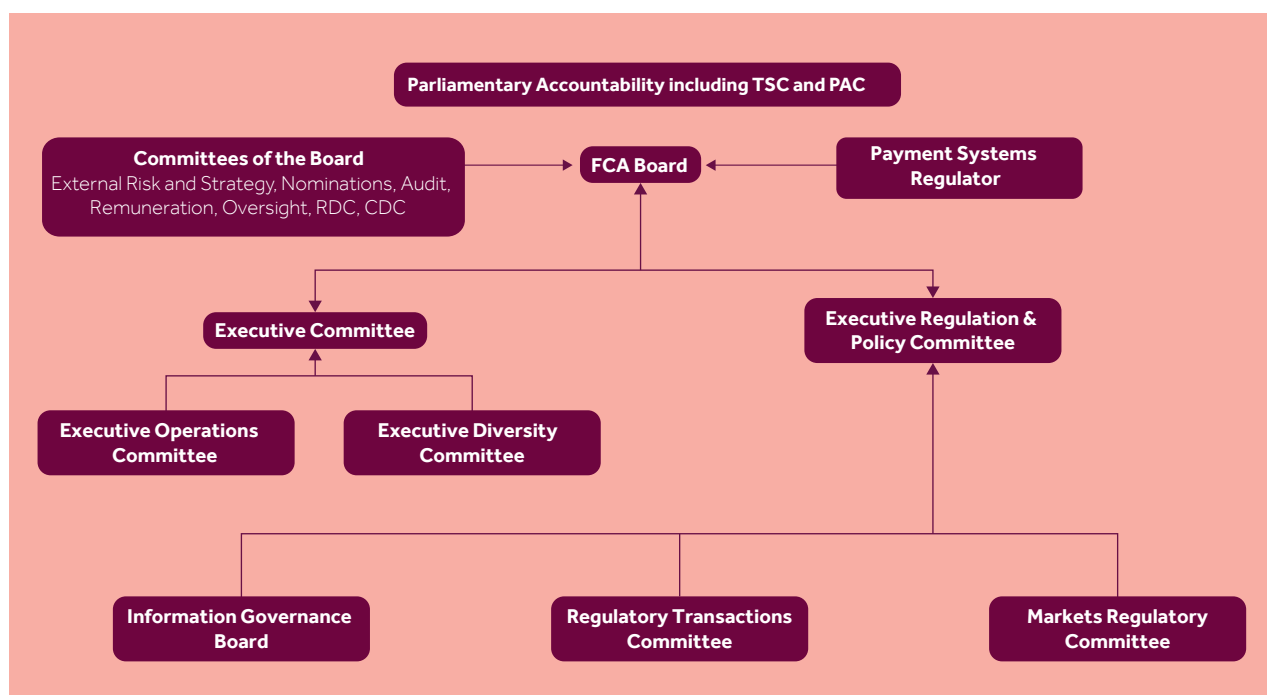 Parliamentary Accountability including TSC and PAC
Committees of the Board
External Risk and Strategy, Nominations, Audit,
Remuneration, Oversight, RDC, CDC
FCA Board
Payment Systems
Regulator
Executive Committee
Executive Regulation &
Policy Committee
Executive Operations
Committee
Executive Diversity
Committee
Information Governance
Board
Regulatory Transactions
Committee
Markets Regulatory
Committee